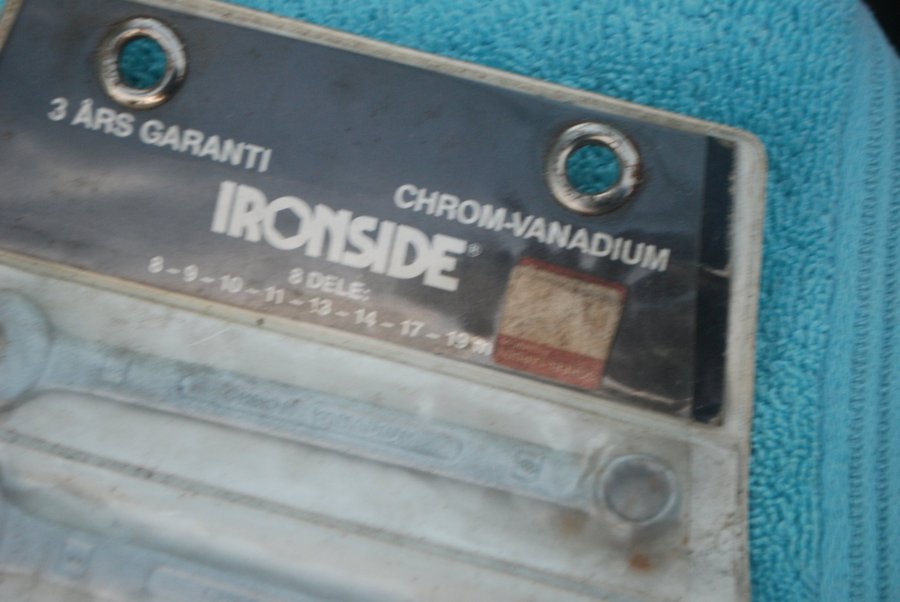 3 ÅRS GARANTI
CHROM-VANADIUM
IRONSIDE®
8 DELE:
8 – 9 – 10 – 11 – 13 – 14 – 17 – 19